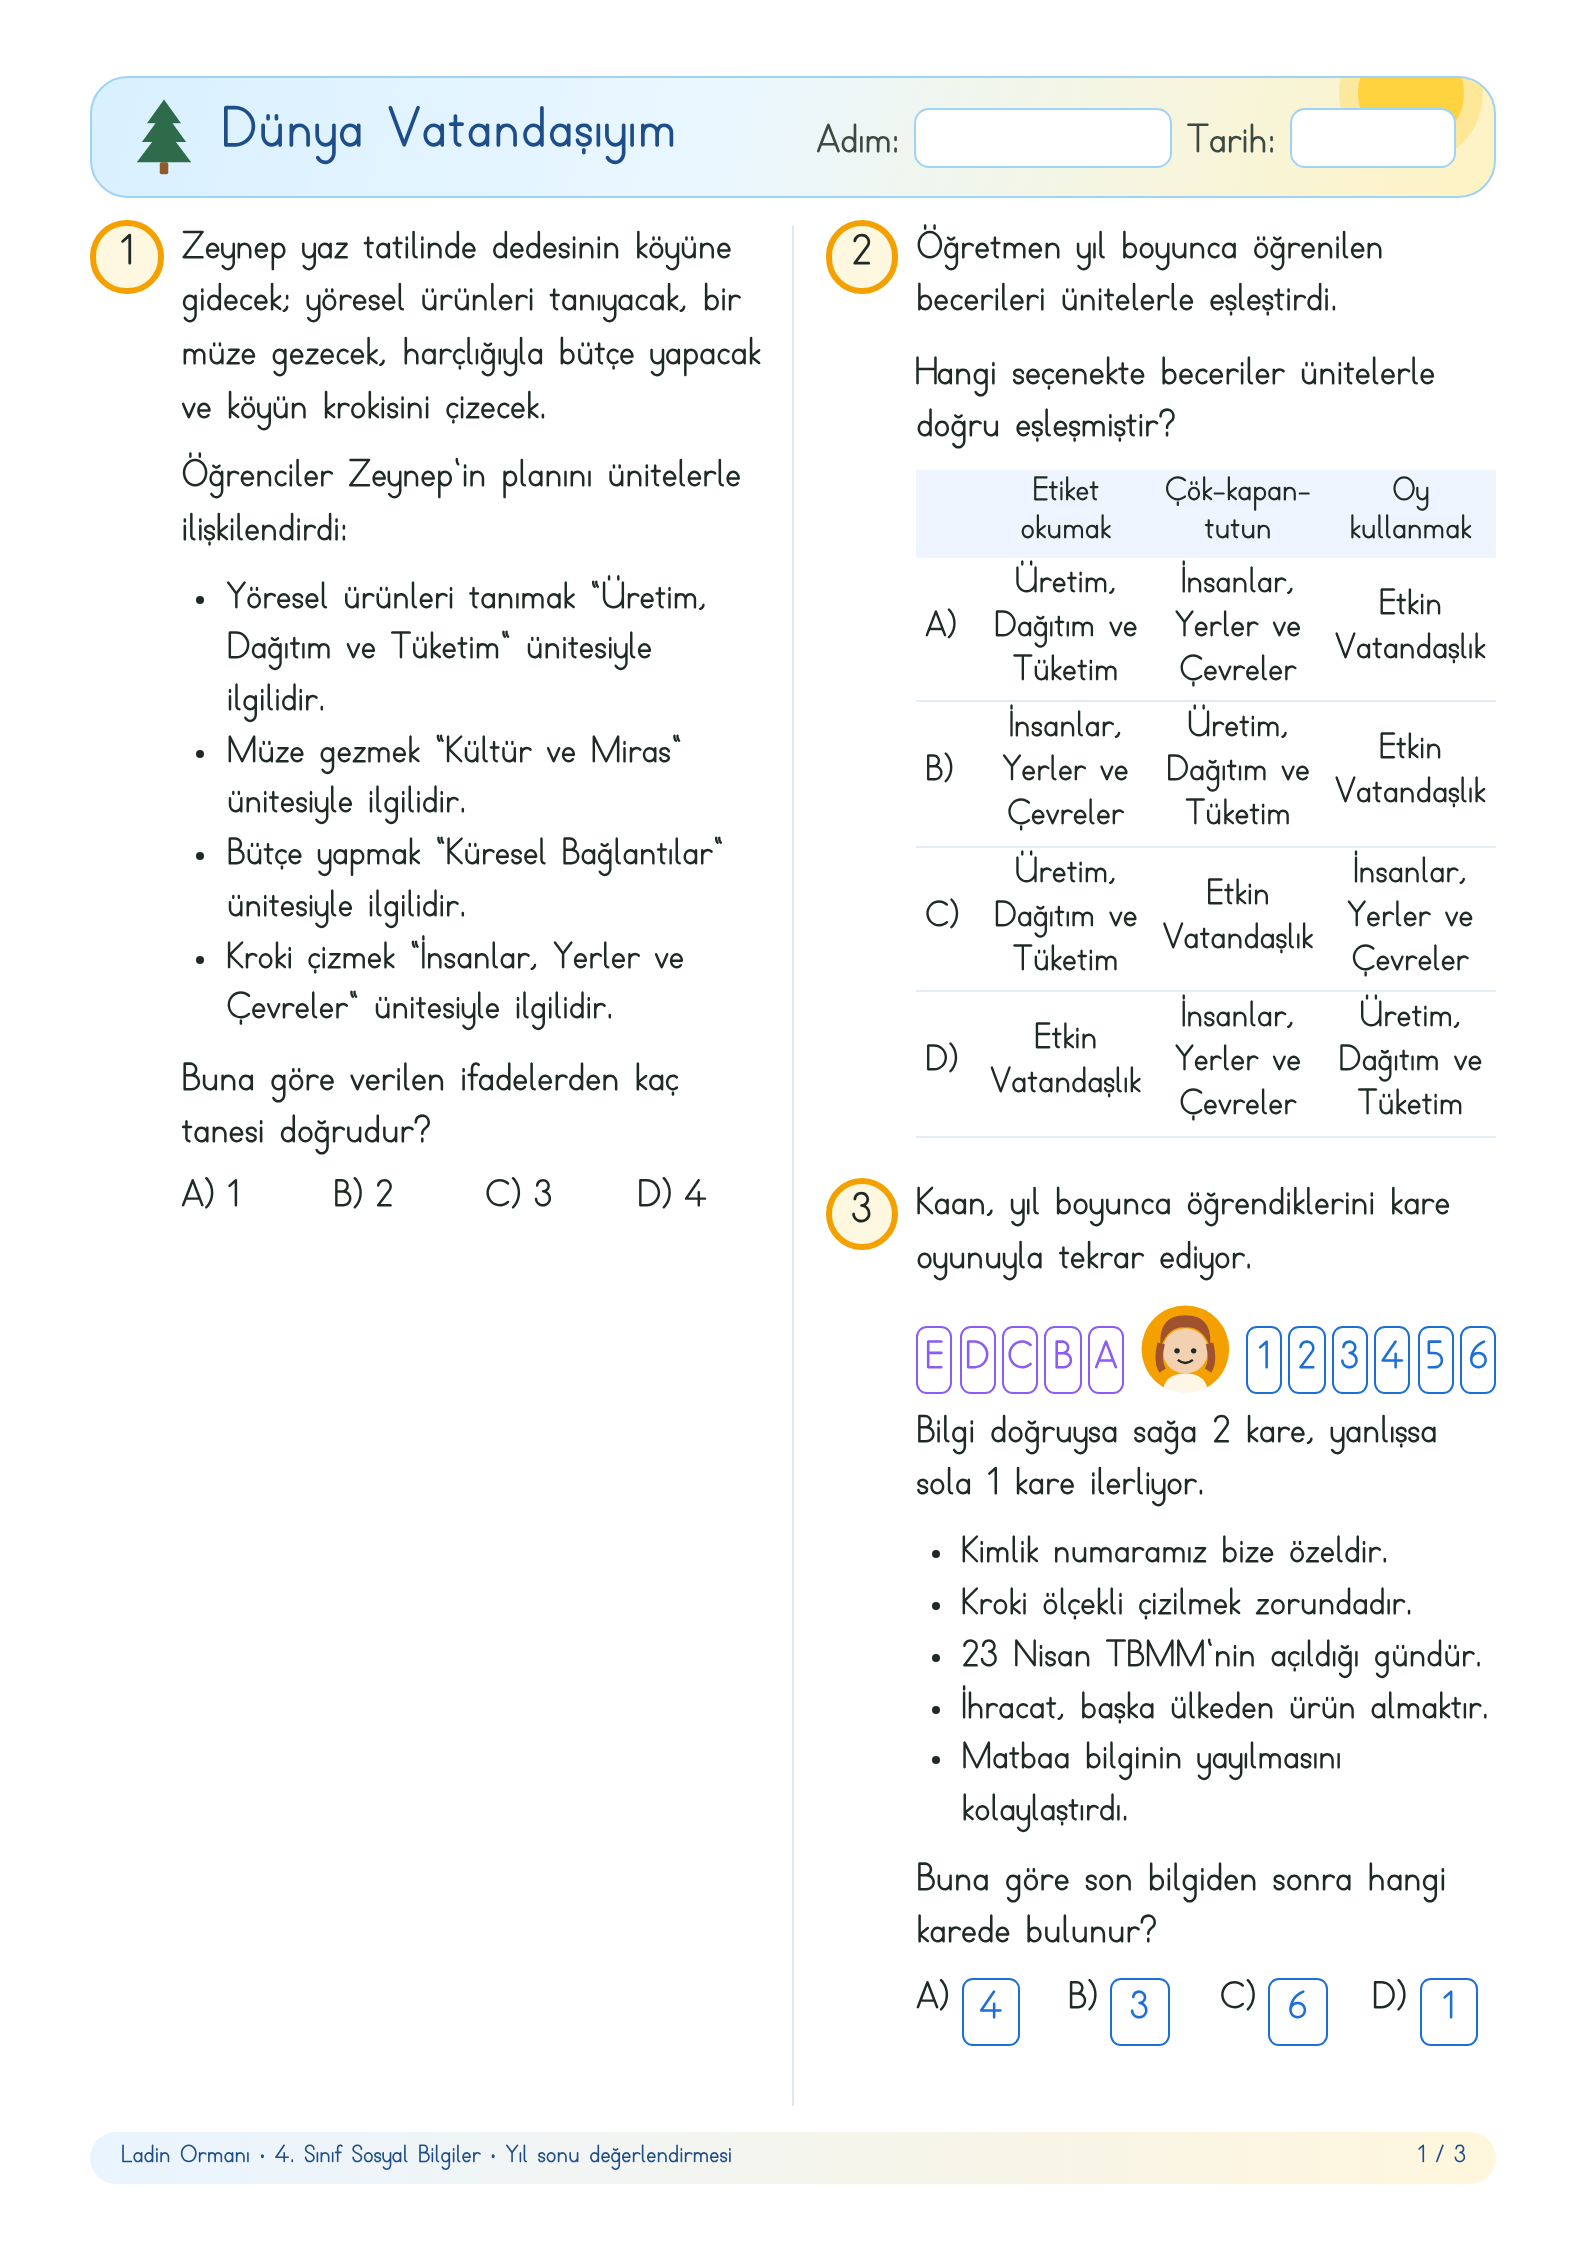 Dünya Vatandaşıyım
Adım:
Tarih:
1
Zeynep yaz tatilinde dedesinin köyüne
gidecek; yöresel ürünleri tanıyacak, bir
müze gezecek, harçlığıyla bütçe yapacak
ve köyün krokisini çizecek.
Öğrenciler Zeynep'in planını ünitelerle
ilişkilendirdi:
• Yöresel ürünleri tanımak "Üretim,
Dağıtım ve Tüketim" ünitesiyle
ilgilidir.
• Müze gezmek "Kültür ve Miras"
ünitesiyle ilgilidir.
• Bütçe yapmak "Küresel Bağlantılar"
ünitesiyle ilgilidir.
• Kroki çizmek "İnsanlar, Yerler ve
Çevreler" ünitesiyle ilgilidir.
Buna göre verilen ifadelerden kaç
tanesi doğrudur?
A) 1 B) 2 C) 3 D) 4
2
Öğretmen yıl boyunca öğrenilen
becerileri ünitelerle eşleştirdi.
Hangi seçenekte beceriler ünitelerle
doğru eşleşmiştir?
Etiket okumak Çök-kapan-tutun Oy kullanmak
A) Üretim, Dağıtım ve Tüketim İnsanlar, Yerler ve Çevreler Etkin Vatandaşlık
B) İnsanlar, Yerler ve Çevreler Üretim, Dağıtım ve Tüketim Etkin Vatandaşlık
C) Üretim, Dağıtım ve Tüketim Etkin Vatandaşlık İnsanlar, Yerler ve Çevreler
D) Etkin Vatandaşlık İnsanlar, Yerler ve Çevreler Üretim, Dağıtım ve Tüketim
3
Kaan, yıl boyunca öğrendiklerini kare
oyunuyla tekrar ediyor.
E D C B A 1 2 3 4 5 6
Bilgi doğruysa sağa 2 kare, yanlışsa
sola 1 kare ilerliyor.
• Kimlik numaramız bize özeldir.
• Kroki ölçekli çizilmek zorundadır.
• 23 Nisan TBMM'nin açıldığı gündür.
• İhracat, başka ülkeden ürün almaktır.
• Matbaa bilginin yayılmasını
kolaylaştırdı.
Buna göre son bilgiden sonra hangi
karede bulunur?
A) 4 B) 3 C) 6 D) 1
Ladin Ormanı • 4. Sınıf Sosyal Bilgiler • Yıl sonu değerlendirmesi
1 / 3